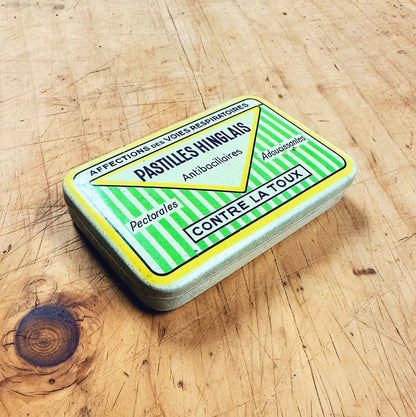 AFFECTIONS DES VOIES RESPIRATOIRES
PASTILLES HINGLAIS
Antibacillaires
Pectorales
Adoucissantes
CONTRE LA TOUX